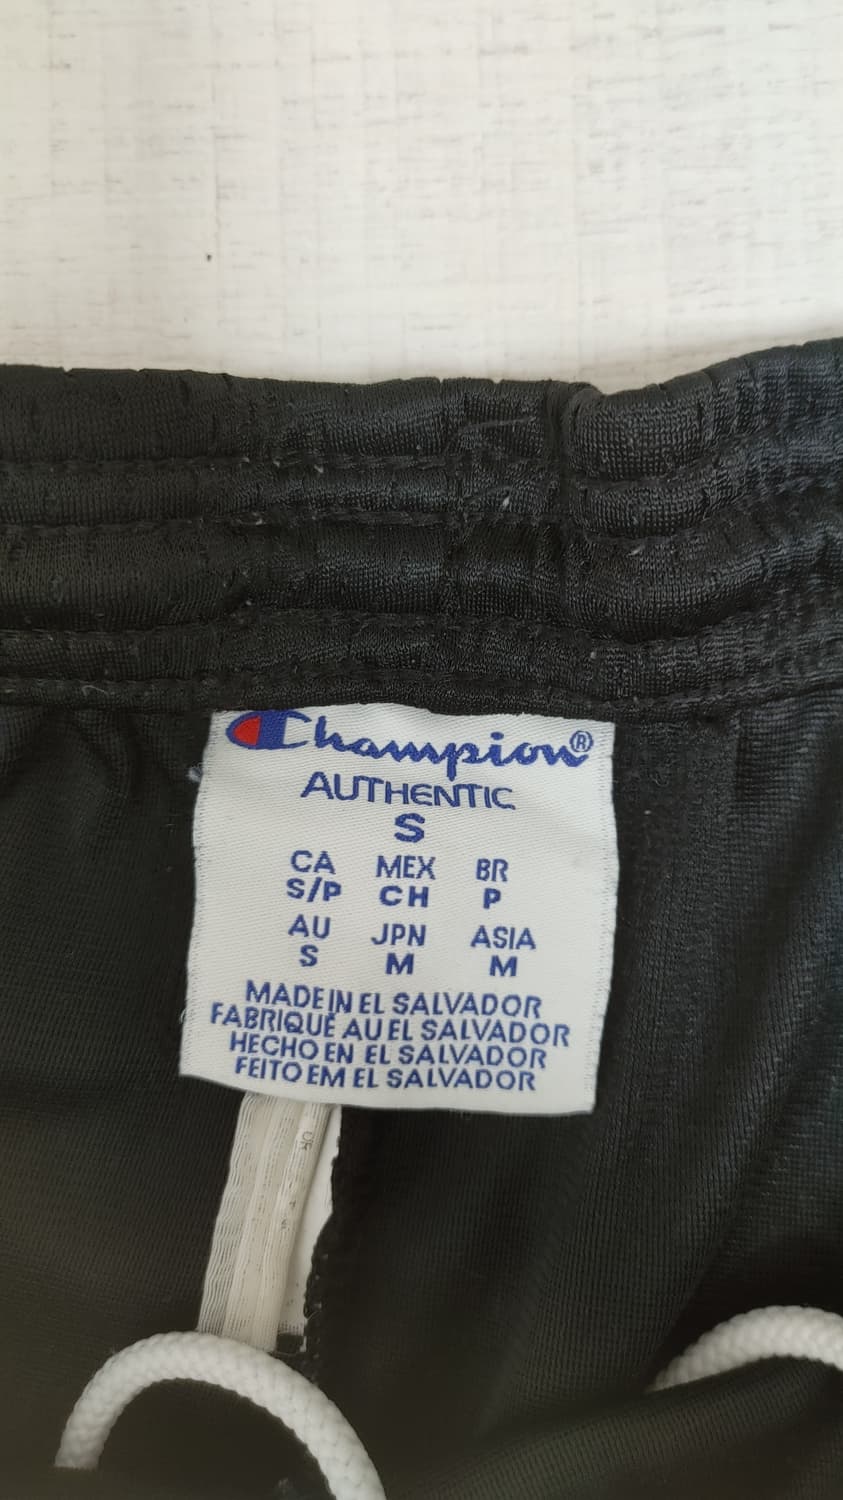 Champion®
AUTHENTIC
S
CA MEX BR
S/P CH P
AU JPN ASIA
S M M
MADE IN EL SALVADOR
FABRIQUÉ AU EL SALVADOR
HECHO EN EL SALVADOR
FEITO EM EL SALVADOR